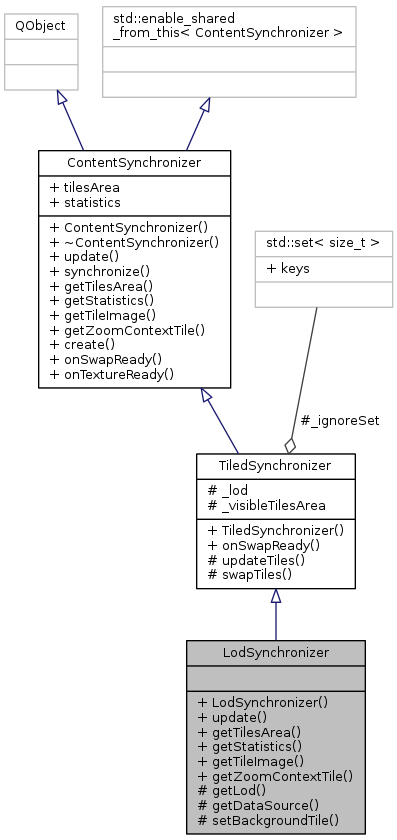 QObject
std::enable_shared
_from_this< ContentSynchronizer >
ContentSynchronizer
+ tilesArea
+ statistics
+ ContentSynchronizer()
+ ~ContentSynchronizer()
+ update()
+ synchronize()
+ getTilesArea()
+ getStatistics()
+ getTileImage()
+ getZoomContextTile()
+ create()
+ onSwapReady()
+ onTextureReady()
std::set< size_t >
+ keys
#_ignoreSet
TiledSynchronizer
# _lod
# _visibleTilesArea
+ TiledSynchronizer()
+ onSwapReady()
# updateTiles()
# swapTiles()
LodSynchronizer
+ LodSynchronizer()
+ update()
+ getTilesArea()
+ getStatistics()
+ getTileImage()
+ getZoomContextTile()
# getLod()
# getDataSource()
# setBackgroundTile()